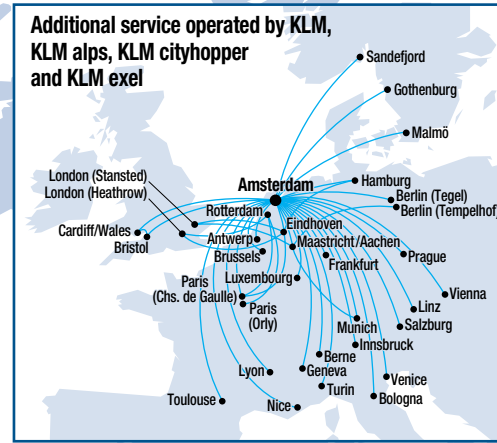 Additional service operated by KLM,
KLM alps, KLM cityhopper
and KLM exel
Sandefjord
Gothenburg
Malmö
London (Stansted)
London (Heathrow)
Amsterdam
Hamburg
Berlin (Tegel)
Berlin (Tempelhof)
Rotterdam
Eindhoven
Cardiff/Wales
Bristol
Antwerp
Maastricht/Aachen
Brussels
Frankfurt
Prague
Luxembourg
Paris
(Chs. de Gaulle)
Paris
(Orly)
Vienna
Linz
Salzburg
Munich
Innsbruck
Berne
Lyon
Geneva
Turin
Venice
Bologna
Toulouse
Nice